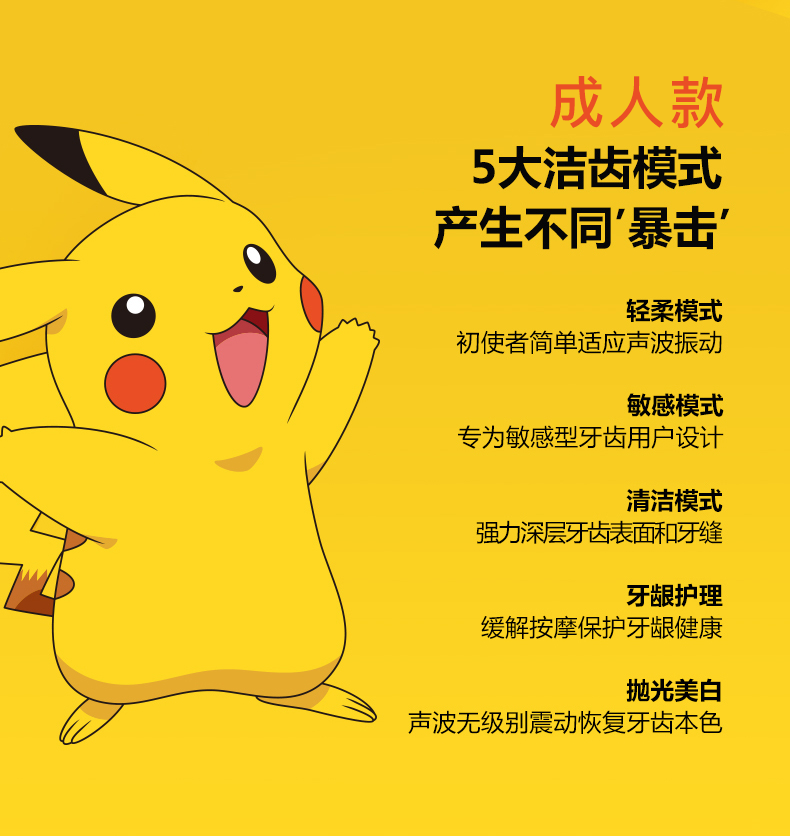 成人款
5大洁齿模式
产生不同'暴击'
轻柔模式
初使者简单适应声波振动
敏感模式
专为敏感型牙齿用户设计
清洁模式
强力深层牙齿表面和牙缝
牙龈护理
缓解按摩保护牙龈健康
抛光美白
声波无级别震动恢复牙齿本色